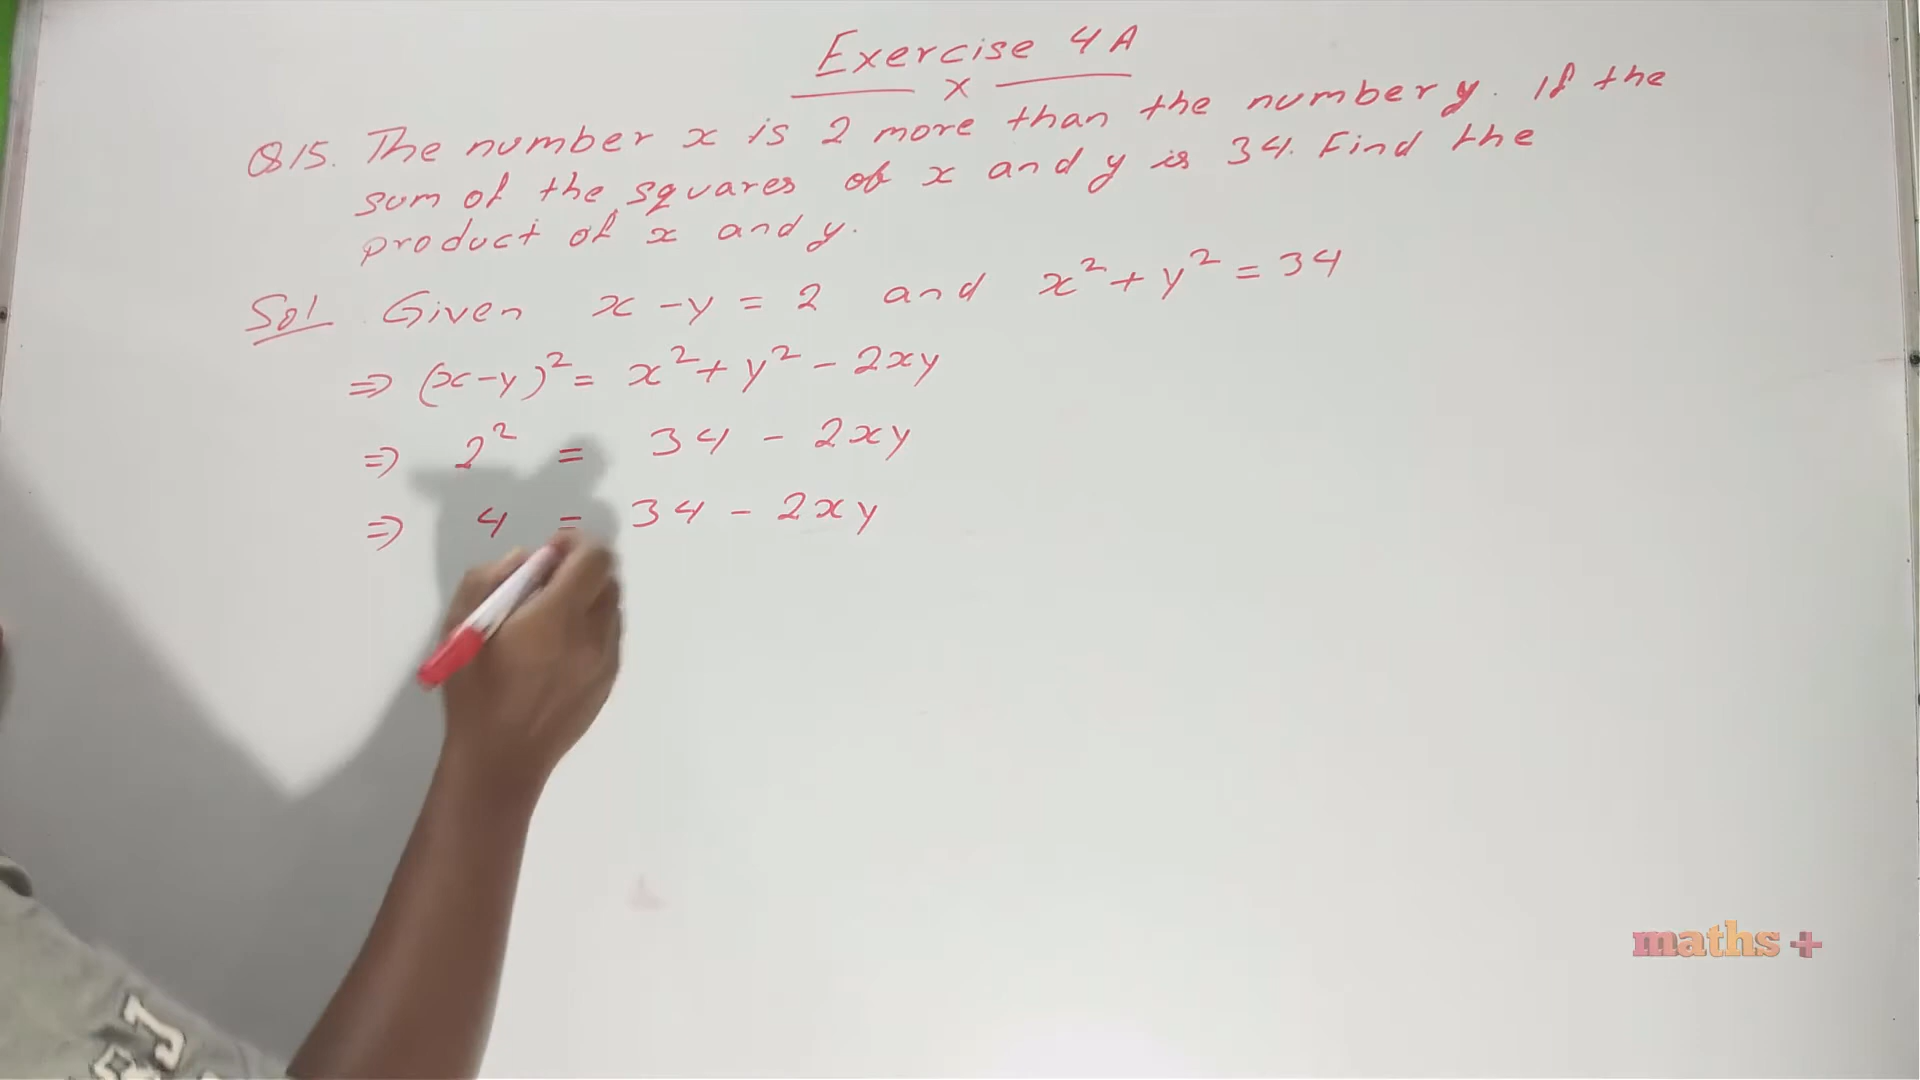 Exercise 4A
x
Q15. The number x is 2 more than the number y. If the
sum of the squares of x and y is 34. Find the
product of x and y.
Sol Given x - y = 2 and x² + y² = 34
⇒ (x-y)² = x² + y² - 2xy
⇒ 2² = 34 - 2xy
⇒ 4 = 34 - 2xy
maths +